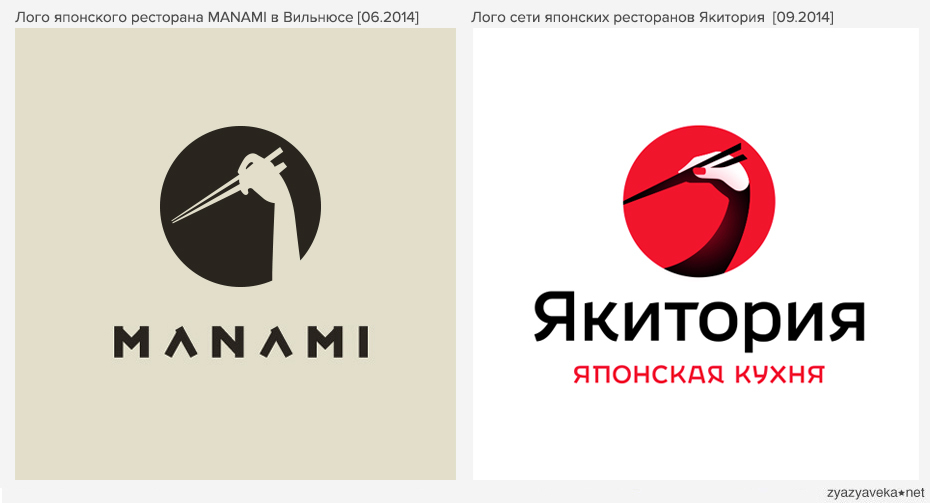 Лого японского ресторана MANAMI в Вильнюсе [06.2014]
Лого сети японских ресторанов Якитория [09.2014]
MANAMI
Якитория
ЯПОНСКАЯ КУХНЯ
zyazyaveka★net